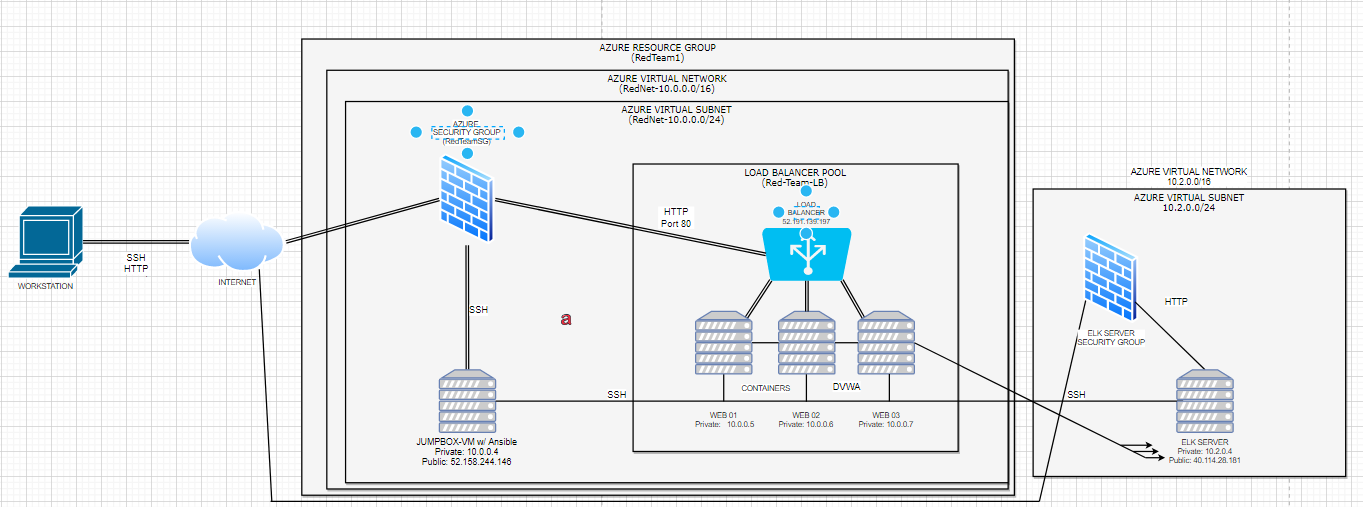 AZURE RESOURCE GROUP
(RedTeam1)
AZURE VIRTUAL NETWORK
(RedNet-10.0.0.0/16)
AZURE VIRTUAL SUBNET
(RedNet-10.0.0.0/24)
AZURE
SECURITY GROUP
(RedTeamSG)
LOAD BALANCER POOL
(Red-Team-LB)
LOAD
BALANCER
52.191.139.197
HTTP
Port 80
SSH
HTTP
WORKSTATION
INTERNET
SSH
a
CONTAINERS
DVWA
SSH
WEB 01
Private: 10.0.0.5
WEB 02
Private: 10.0.0.6
WEB 03
Private: 10.0.0.7
JUMPBOX-VM w/ Ansible
Private: 10.0.0.4
Public: 52.158.244.146
AZURE VIRTUAL NETWORK
10.2.0.0/16
AZURE VIRTUAL SUBNET
10.2.0.0/24
HTTP
ELK SERVER
SECURITY GROUP
SSH
ELK SERVER
Private: 10.2.0.4
Public: 40.114.28.181